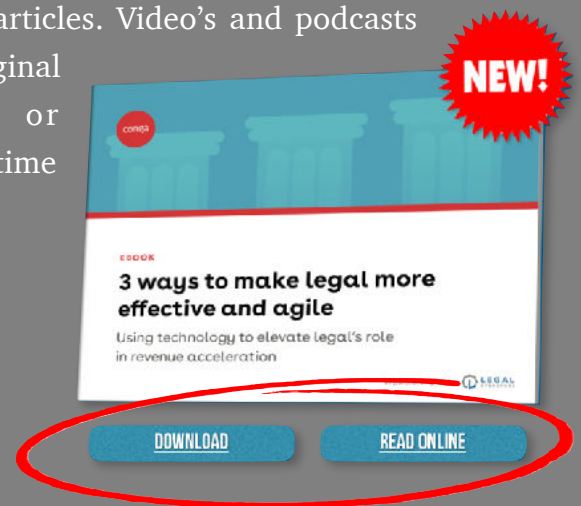 articles. Video's and podcasts
ginal
or
time
NEW!
conga
EBOOK
3 ways to make legal more
effective and agile
Using technology to elevate legal's role
in revenue acceleration
LEGAL
DOWNLOAD
READ ONLINE